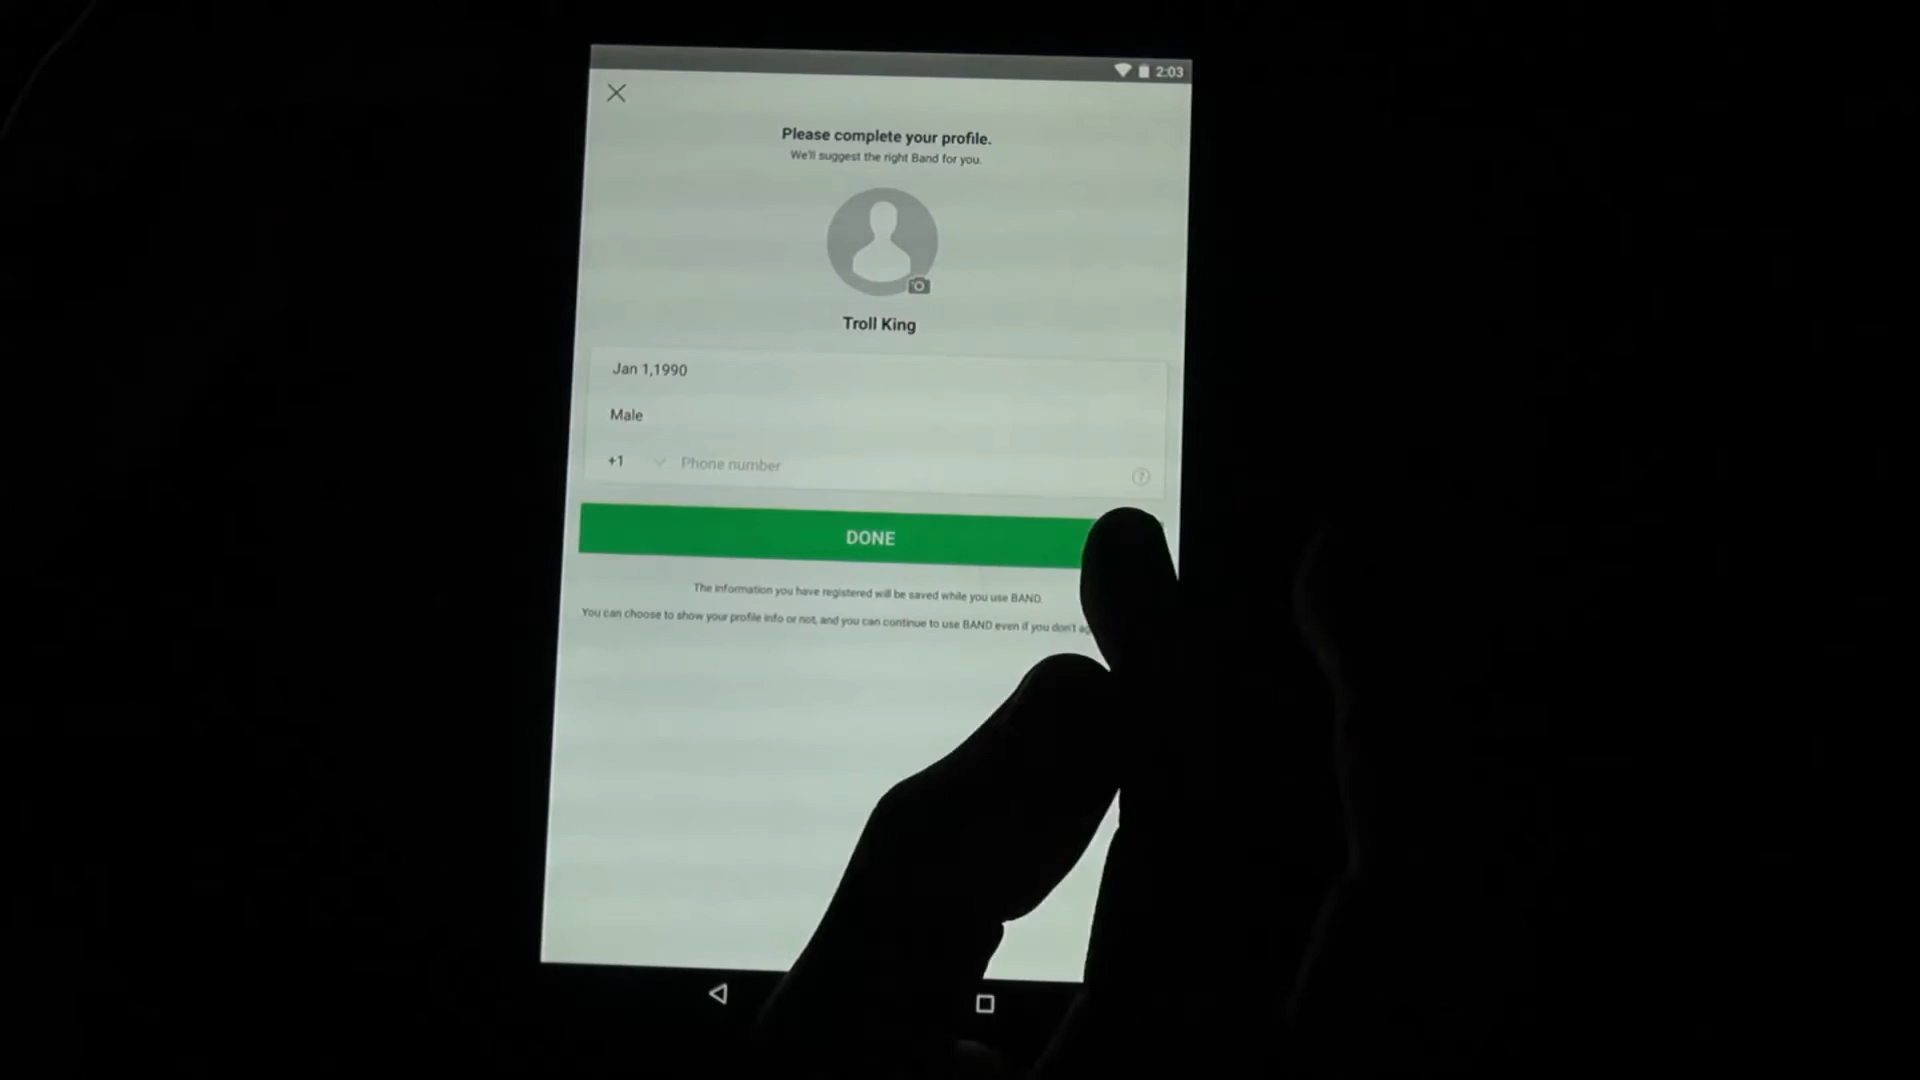 2:03
Please complete your profile.
We'll suggest the right Band for you.
Troll King
Jan 1,1990
Male
+1 Phone number
DONE
The information you have registered will be saved while you use BAND.
You can choose to show your profile info or not, and you can continue to use BAND even if you don't